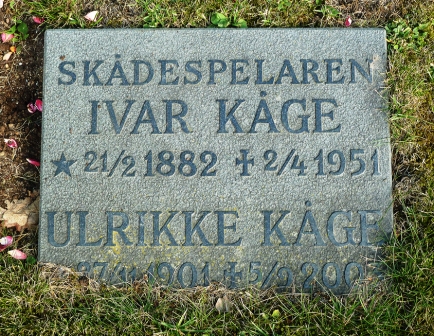 SKÅDESPELAREN
IVAR KÅGE
★ 21/2 1882 ✝ 2/4 1951
ULRIKKE KÅGE
1901